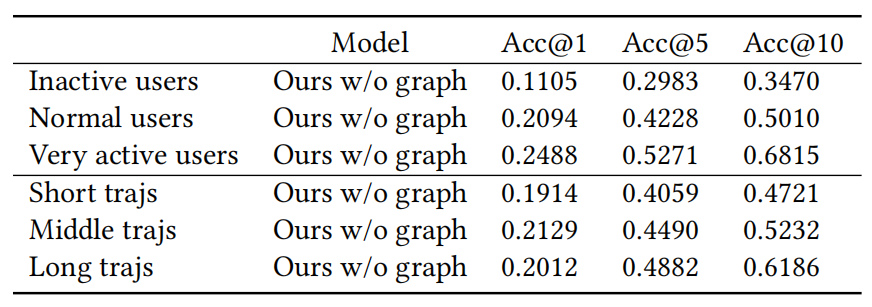 Model Acc@1 Acc@5 Acc@10
Inactive users Ours w/o graph 0.1105 0.2983 0.3470
Normal users Ours w/o graph 0.2094 0.4228 0.5010
Very active users Ours w/o graph 0.2488 0.5271 0.6815
Short trajs Ours w/o graph 0.1914 0.4059 0.4721
Middle trajs Ours w/o graph 0.2129 0.4490 0.5232
Long trajs Ours w/o graph 0.2012 0.4882 0.6186